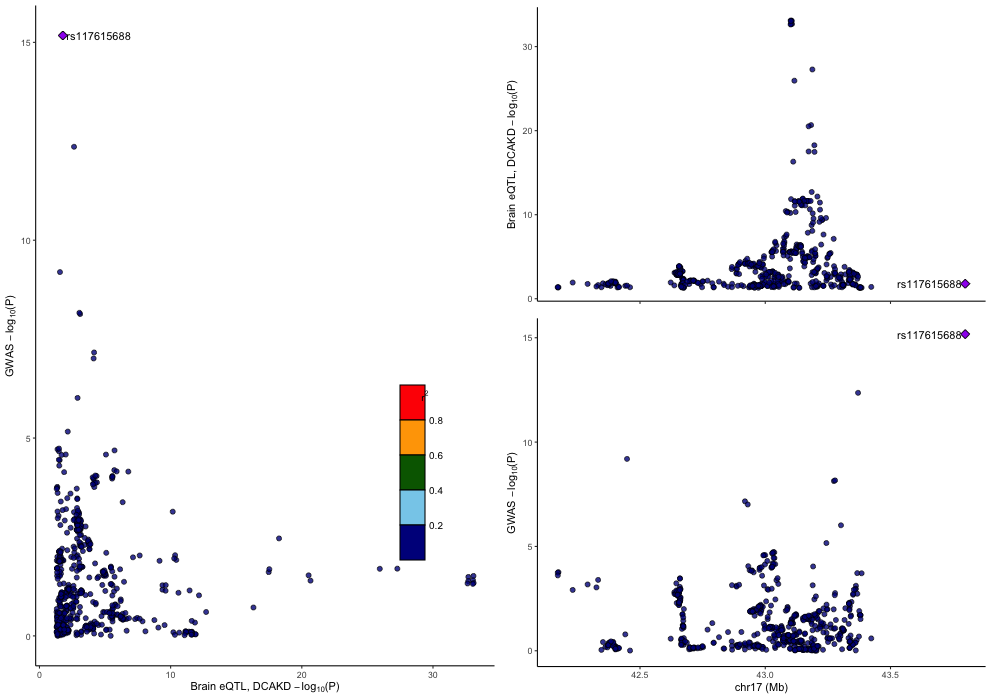 GWAS −log10(P)
15
10
5
0
rs117615688
r²
0.8
0.6
0.4
0.2
0
10
20
30
Brain eQTL, DCAKD −log10(P)
Brain eQTL, DCAKD −log10(P)
30
20
10
0
rs117615688
GWAS −log10(P)
15
10
5
0
rs117615688
42.5
43.0
43.5
chr17 (Mb)